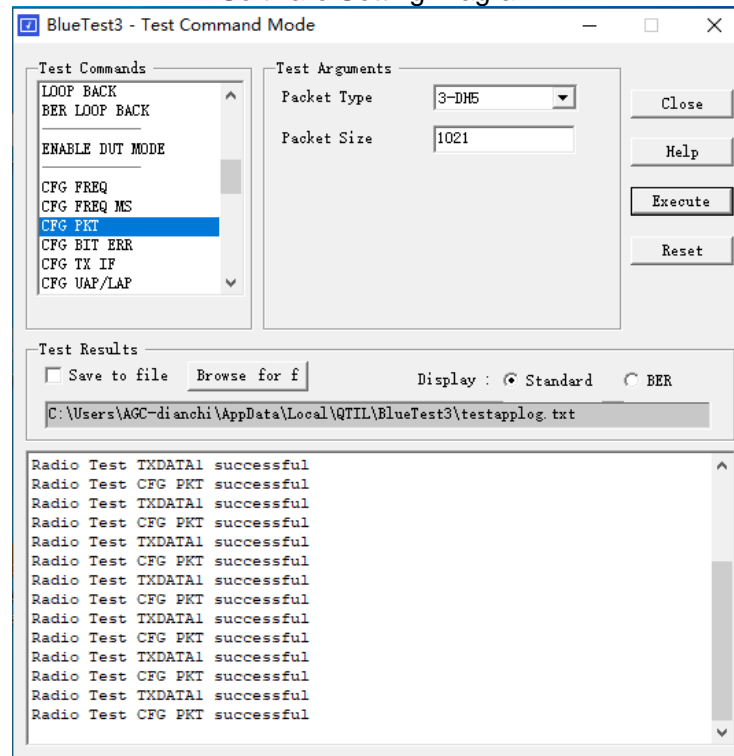 BlueTest3 - Test Command Mode
Test Commands
LOOP BACK
BER LOOP BACK
ENABLE DUT MODE
CFG FREQ
CFG FREQ MS
CFG PKT
CFG BIT ERR
CFG TX IF
CFG UAP/LAP
Test Arguments
Packet Type 3-DH5
Packet Size 1021
Close
Help
Execute
Reset
Test Results
Save to file Browse for f Display : Standard BER
C:\Users\AGC-dianchi\AppData\Local\QTIL\BlueTest3\testapplog.txt
Radio Test TXDATA1 successful
Radio Test CFG PKT successful
Radio Test TXDATA1 successful
Radio Test CFG PKT successful
Radio Test TXDATA1 successful
Radio Test CFG PKT successful
Radio Test TXDATA1 successful
Radio Test CFG PKT successful
Radio Test TXDATA1 successful
Radio Test CFG PKT successful
Radio Test TXDATA1 successful
Radio Test CFG PKT successful
Radio Test TXDATA1 successful
Radio Test CFG PKT successful